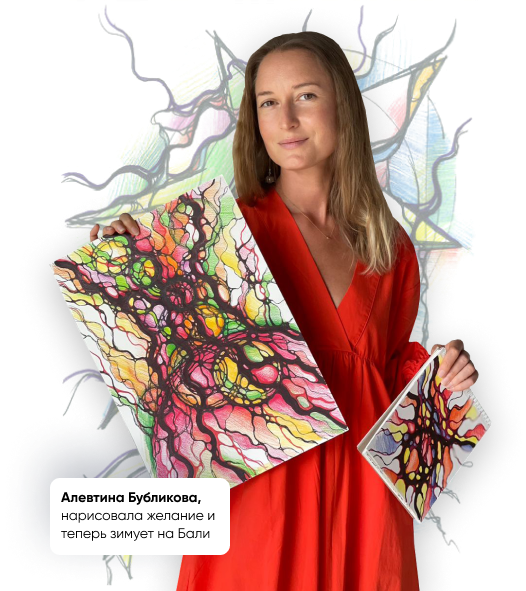 Алевтина Бубликова,
нарисовала желание и
теперь зимует на Бали